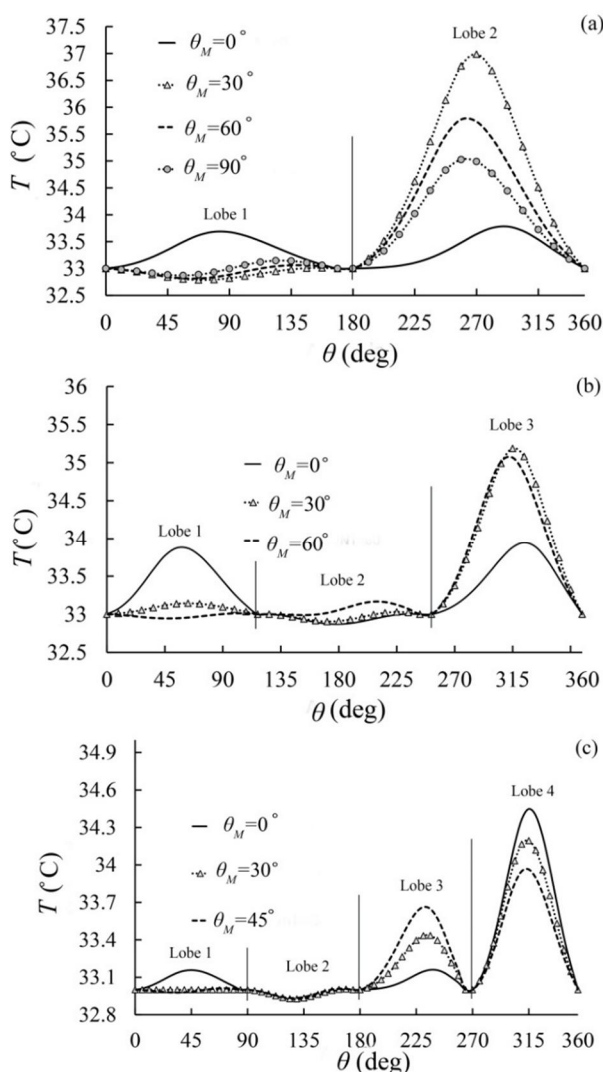 (a)
θM=0°
θM=30°
θM=60°
θM=90°
Lobe 1
Lobe 2
T (°C)
37.5
37
36.5
36
35.5
35
34.5
34
33.5
33
32.5
0 45 90 135 180 225 270 315 360
θ (deg)
(b)
θM=0°
θM=30°
θM=60°
Lobe 1
Lobe 2
Lobe 3
T(°C)
36
35.5
35
34.5
34
33.5
33
32.5
0 45 90 135 180 225 270 315 360
θ (deg)
(c)
θM=0°
θM=30°
θM=45°
Lobe 1
Lobe 2
Lobe 3
Lobe 4
T (°C)
34.9
34.6
34.3
34
33.7
33.4
33.1
32.8
0 45 90 135 180 225 270 315 360
θ (deg)